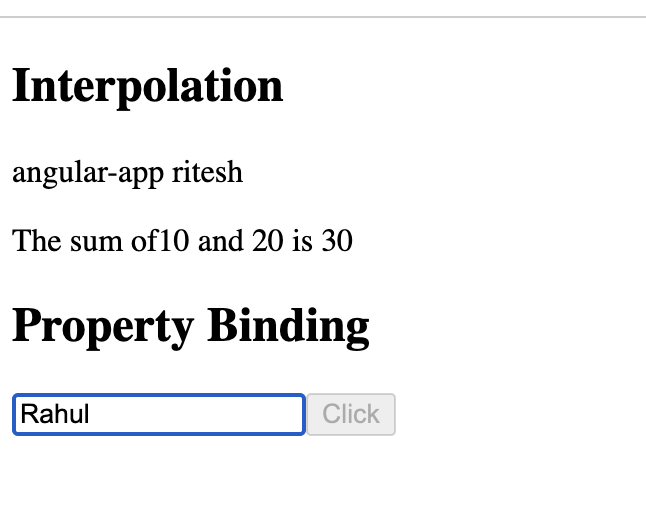 Interpolation
angular-app ritesh
The sum of10 and 20 is 30
Property Binding
Rahul Click